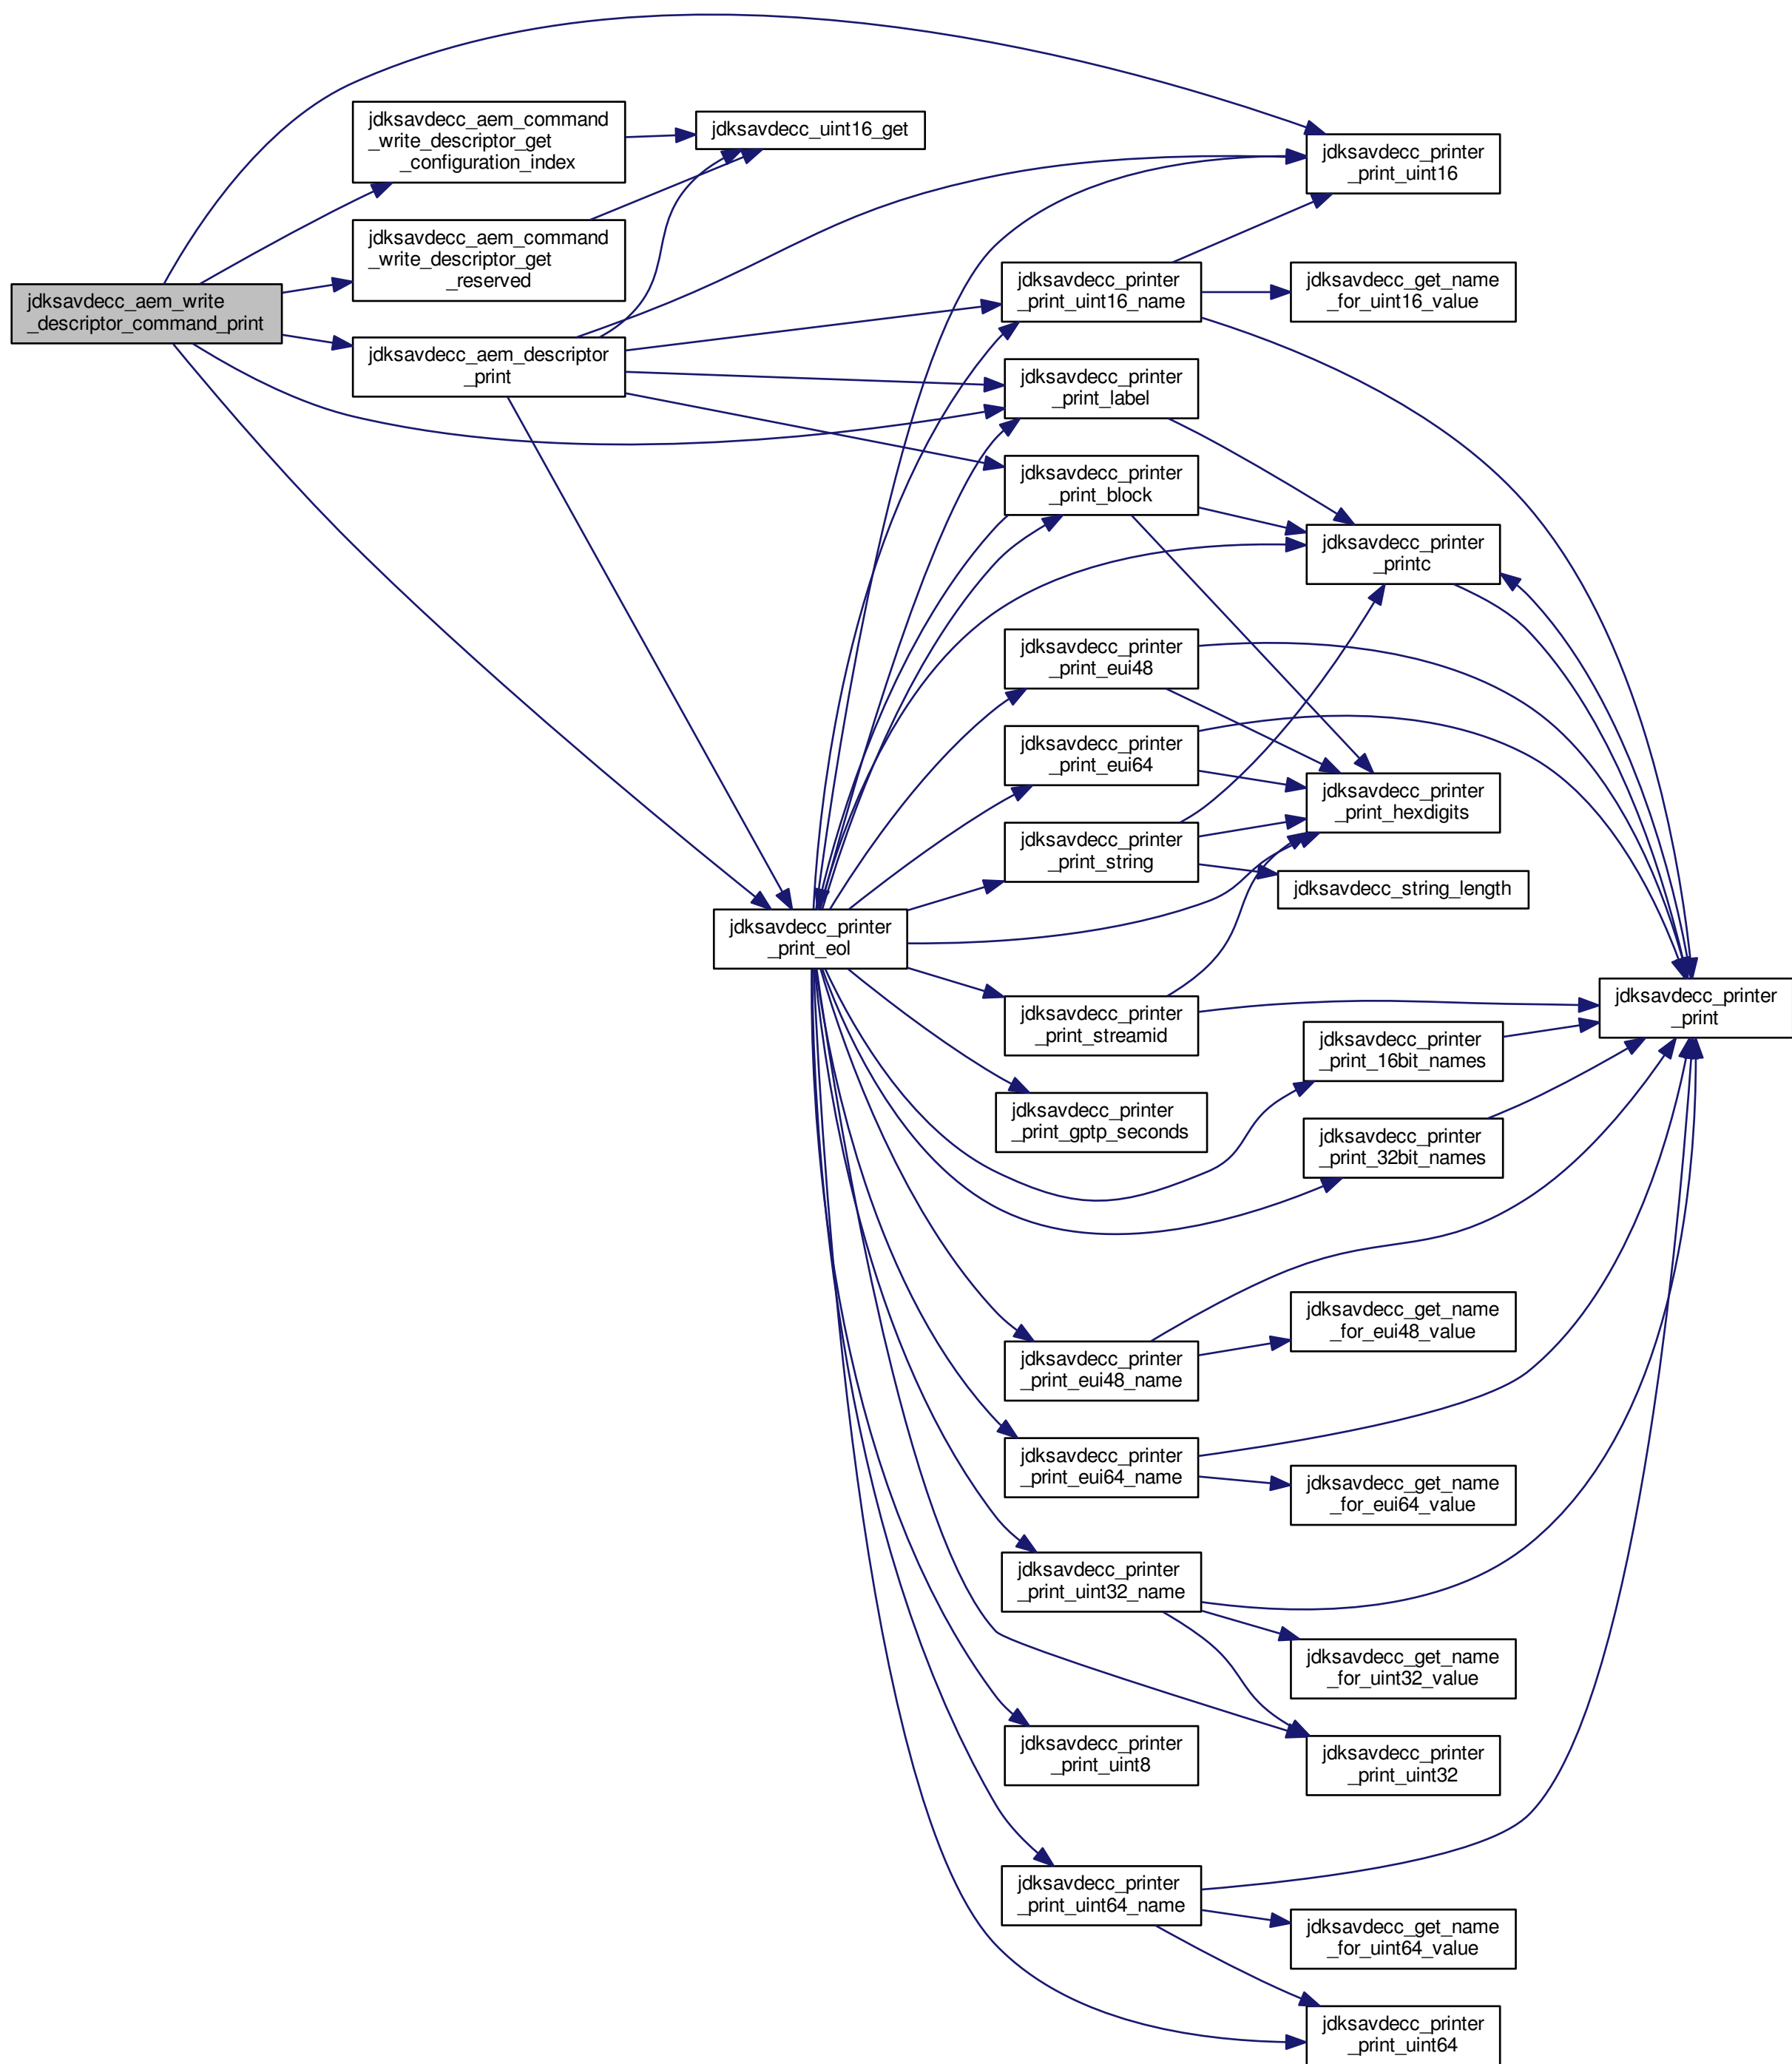 jdksavdecc_aem_write
_descriptor_command_print
jdksavdecc_aem_command
_write_descriptor_get
_configuration_index
jdksavdecc_aem_command
_write_descriptor_get
_reserved
jdksavdecc_aem_descriptor
_print
jdksavdecc_uint16_get
jdksavdecc_printer
_print_eol
jdksavdecc_printer
_print_uint16_name
jdksavdecc_printer
_print_label
jdksavdecc_printer
_print_block
jdksavdecc_printer
_print_eui48
jdksavdecc_printer
_print_eui64
jdksavdecc_printer
_print_string
jdksavdecc_printer
_print_streamid
jdksavdecc_printer
_print_gptp_seconds
jdksavdecc_printer
_print_eui48_name
jdksavdecc_printer
_print_eui64_name
jdksavdecc_printer
_print_uint32_name
jdksavdecc_printer
_print_uint8
jdksavdecc_printer
_print_uint64_name
jdksavdecc_printer
_print_uint16
jdksavdecc_get_name
_for_uint16_value
jdksavdecc_printer
_printc
jdksavdecc_printer
_print_hexdigits
jdksavdecc_string_length
jdksavdecc_printer
_print_16bit_names
jdksavdecc_printer
_print_32bit_names
jdksavdecc_get_name
_for_eui48_value
jdksavdecc_get_name
_for_eui64_value
jdksavdecc_get_name
_for_uint32_value
jdksavdecc_printer
_print_uint32
jdksavdecc_get_name
_for_uint64_value
jdksavdecc_printer
_print_uint64
jdksavdecc_printer
_print